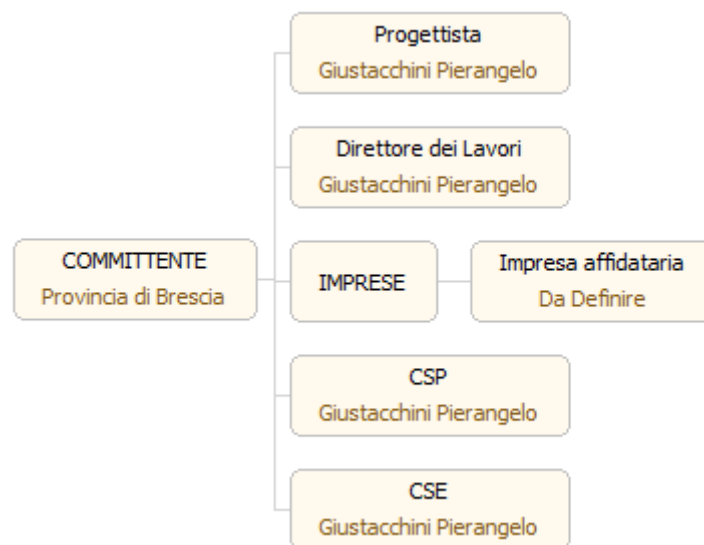 Progettista
Giustacchini Pierangelo
Direttore dei Lavori
Giustacchini Pierangelo
COMMITTENTE
Provincia di Brescia
IMPRESE
Impresa affidataria
Da Definire
CSP
Giustacchini Pierangelo
CSE
Giustacchini Pierangelo